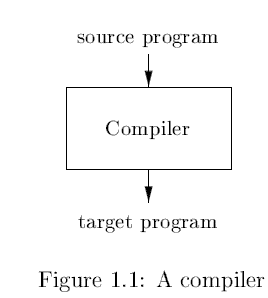 source program
Compiler
target program
Figure 1.1: A compiler